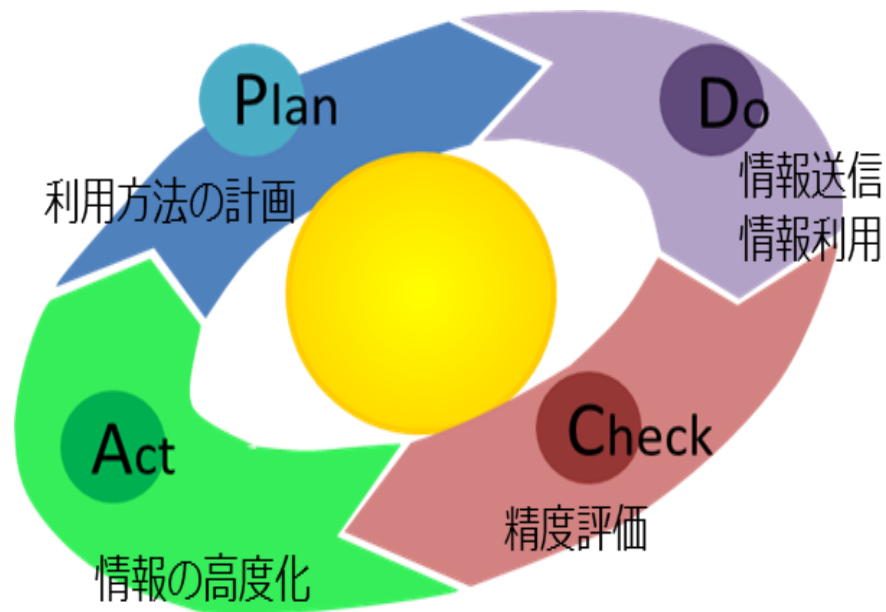 Plan
利用方法の計画
Do
情報送信
情報利用
Check
精度評価
Act
情報の高度化